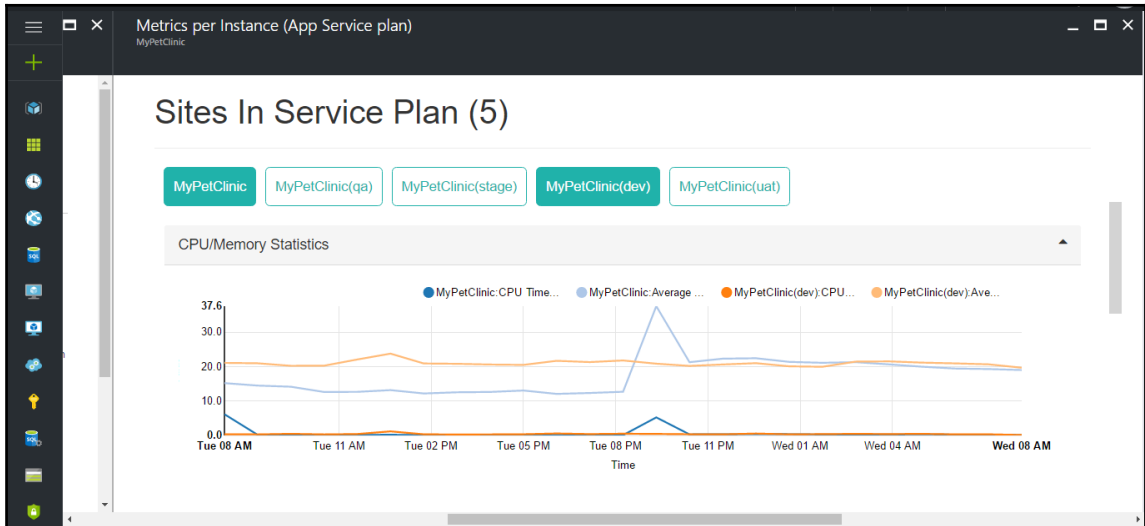 Metrics per Instance (App Service plan)
MyPetClinic
Sites In Service Plan (5)
MyPetClinic MyPetClinic(qa) MyPetClinic(stage) MyPetClinic(dev) MyPetClinic(uat)
CPU/Memory Statistics
MyPetClinic:CPU Time... MyPetClinic:Average ... MyPetClinic(dev):CPU... MyPetClinic(dev):Ave...
37.6
30.0
20.0
10.0
0.0
Tue 08 AM Tue 11 AM Tue 02 PM Tue 05 PM Tue 08 PM Tue 11 PM Wed 01 AM Wed 04 AM Wed 08 AM
Time
SQL
SQL